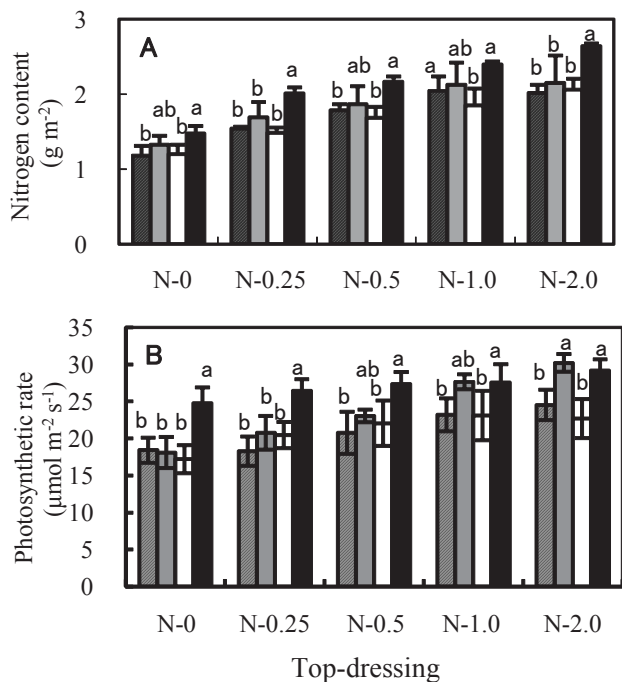 A
Nitrogen content
(g m-2)
3
2
1
0
b ab b a
b b b a
b ab b a
a ab b a
b b b a
N-0 N-0.25 N-0.5 N-1.0 N-2.0
B
Photosynthetic rate
(μmol m-2 s-1)
35
30
25
20
15
10
5
0
b b b a
b b b a
b ab b a
b ab b a
b a b a
N-0 N-0.25 N-0.5 N-1.0 N-2.0
Top-dressing